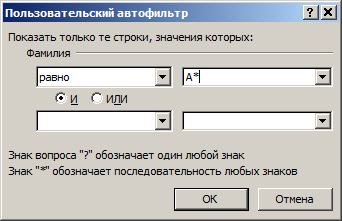 Пользовательский автофильтр
Показать только те строки, значения которых:
Фамилия
равно А*
И ИЛИ
Знак вопроса "?" обозначает один любой знак
Знак "*" обозначает последовательность любых знаков
ОК Отмена